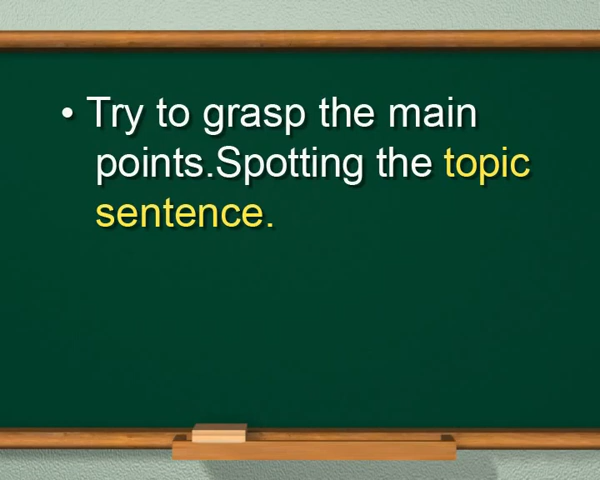 • Try to grasp the main
points.Spotting the topic
sentence.